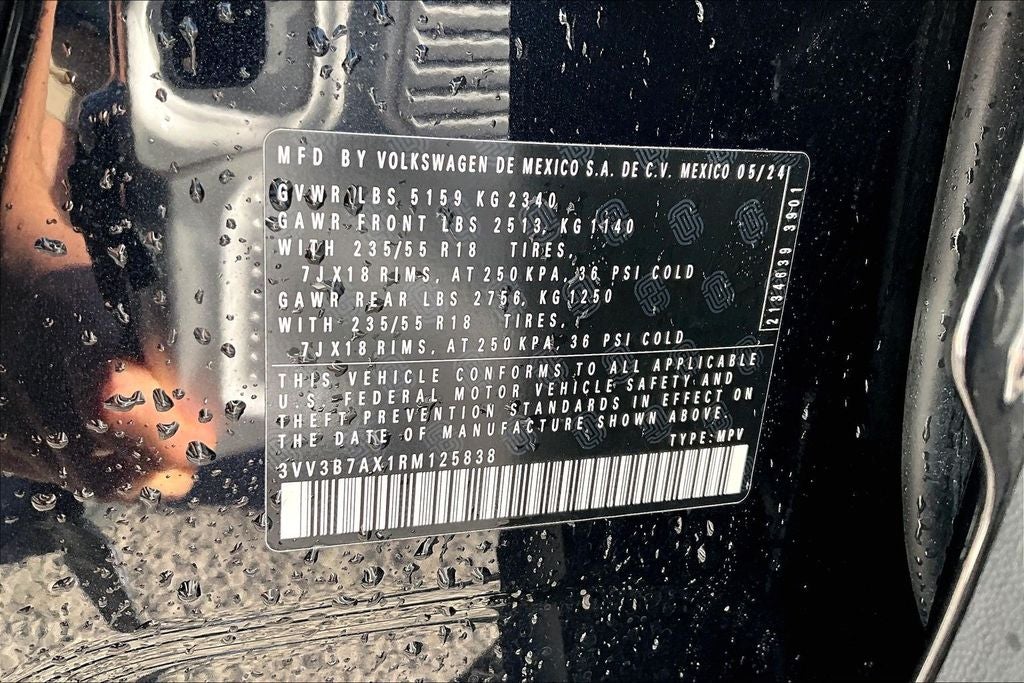 MFD BY VOLKSWAGEN DE MEXICO S.A. DE C.V. MEXICO 05/24
GVWR LBS 5159 KG 2340
GAWR FRONT LBS 2513, KG 1140
WITH 235/55 R18 TIRES,
7JX18 RIMS, AT 250 KPA, 36 PSI COLD
GAWR REAR LBS 2756, KG 1250
WITH 235/55 R18 TIRES,
7JX18 RIMS, AT 250 KPA, 36 PSI COLD
2134639 3901
THIS VEHICLE CONFORMS TO ALL APPLICABLE
U.S. FEDERAL MOTOR VEHICLE SAFETY AND
THEFT PREVENTION STANDARDS IN EFFECT ON
THE DATE OF MANUFACTURE SHOWN ABOVE.
TYPE: MPV
3VV3B7AX1RM125838